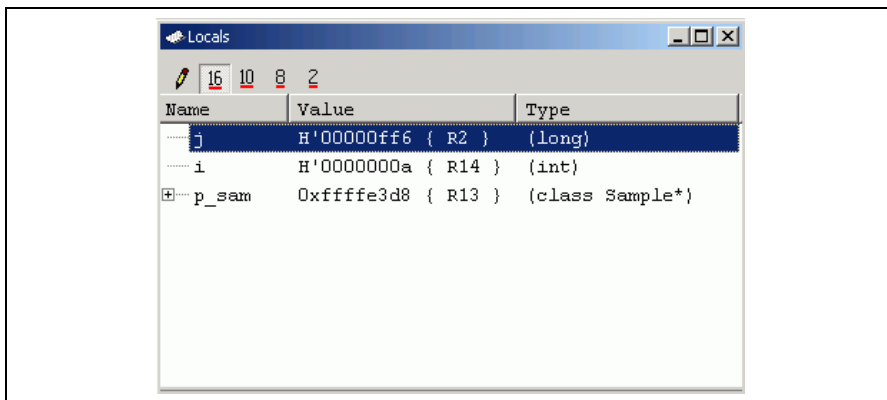 Locals
16 10 8 2
Name Value Type
j H'00000ff6 { R2 } (long)
i H'0000000a { R14 } (int)
p_sam 0xffffe3d8 { R13 } (class Sample*)